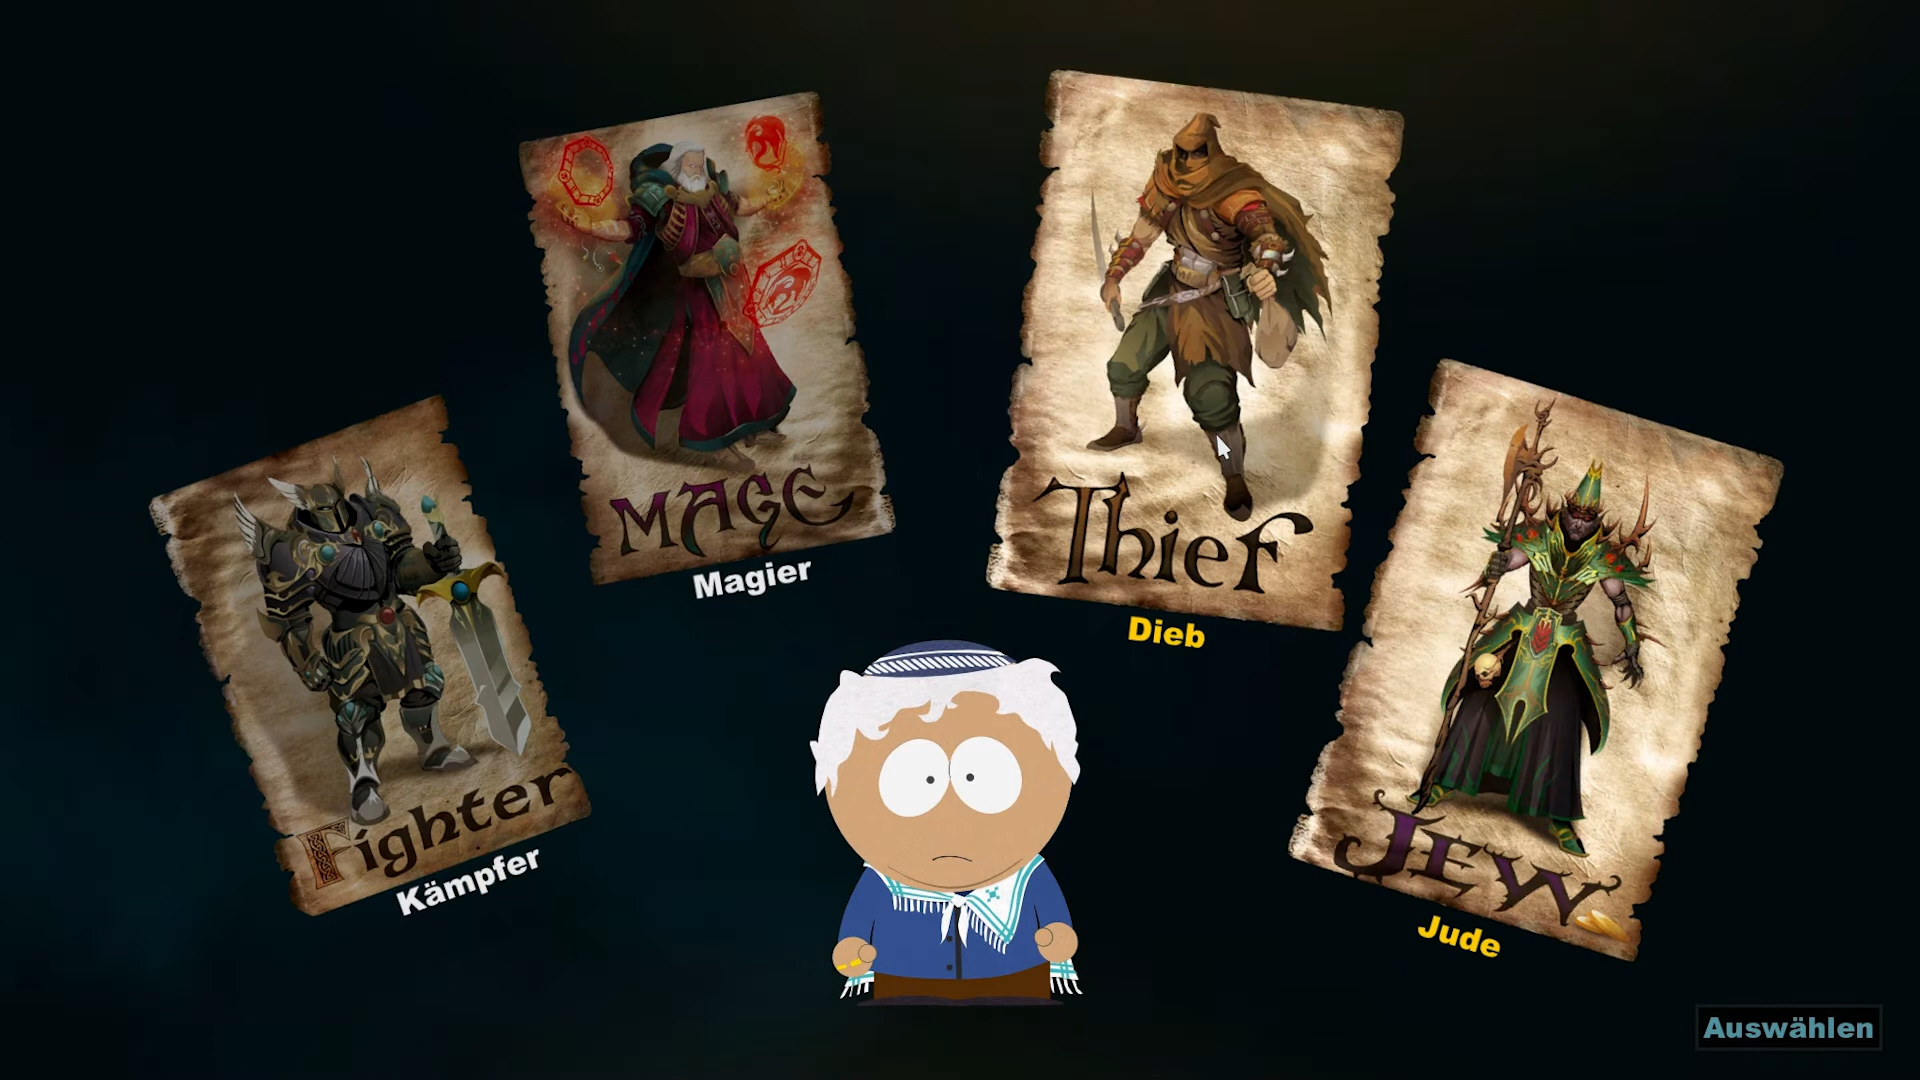 MAGE
Magier
Thief
Dieb
Fighter
Kämpfer
JEW
Jude
Auswählen